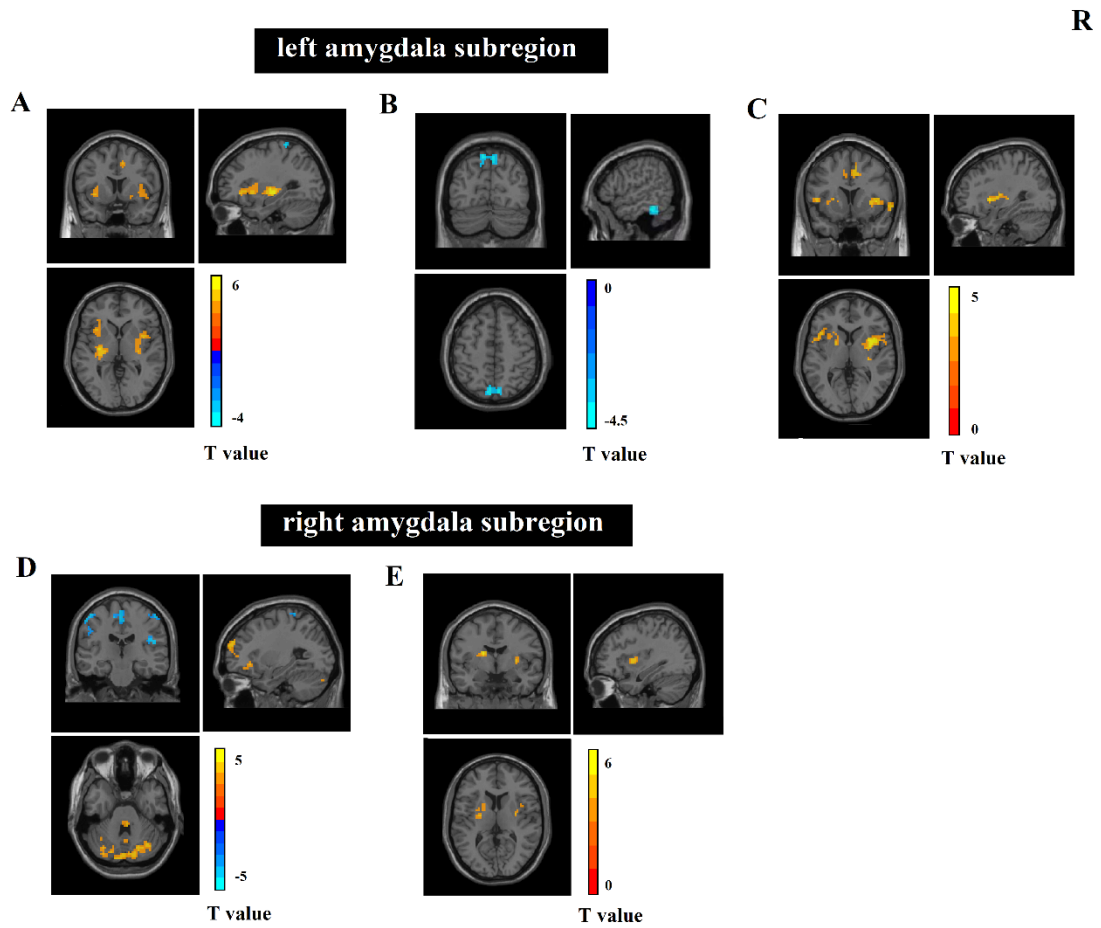 R
left amygdala subregion
A
B
C
6
-4
T value
0
-4.5
T value
5
0
T value
right amygdala subregion
D
E
5
-5
T value
6
0
T value